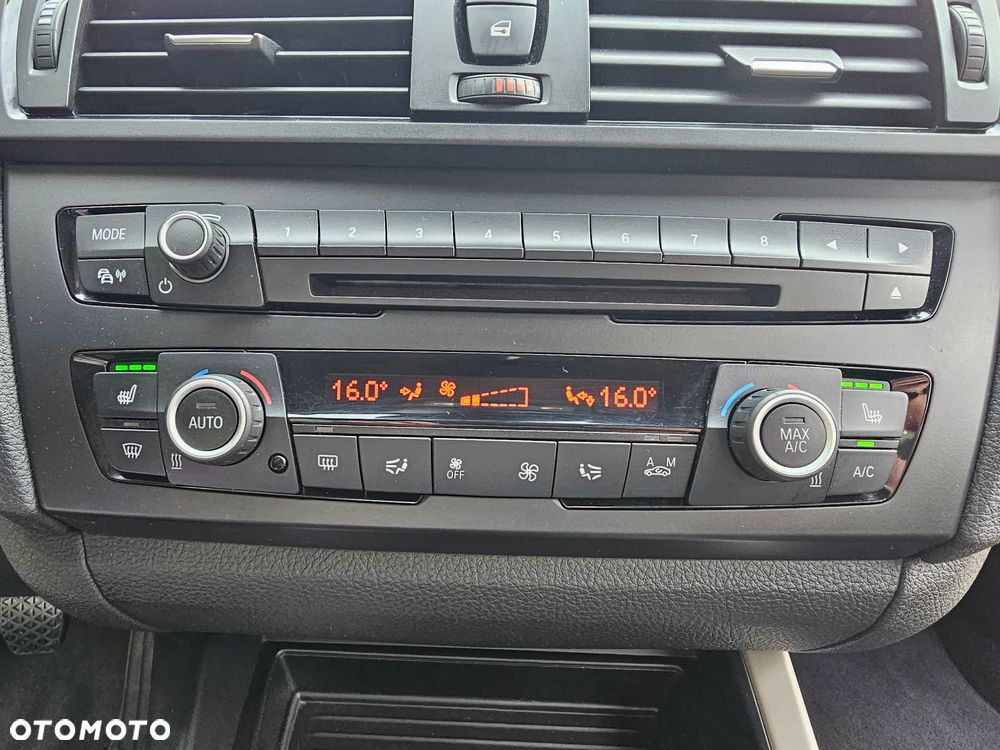 MODE 1 2 3 4 5 6 7 8
16.0° 16.0°
AUTO
MAX
A/C
OFF
A M
A/C
OTOMOTO